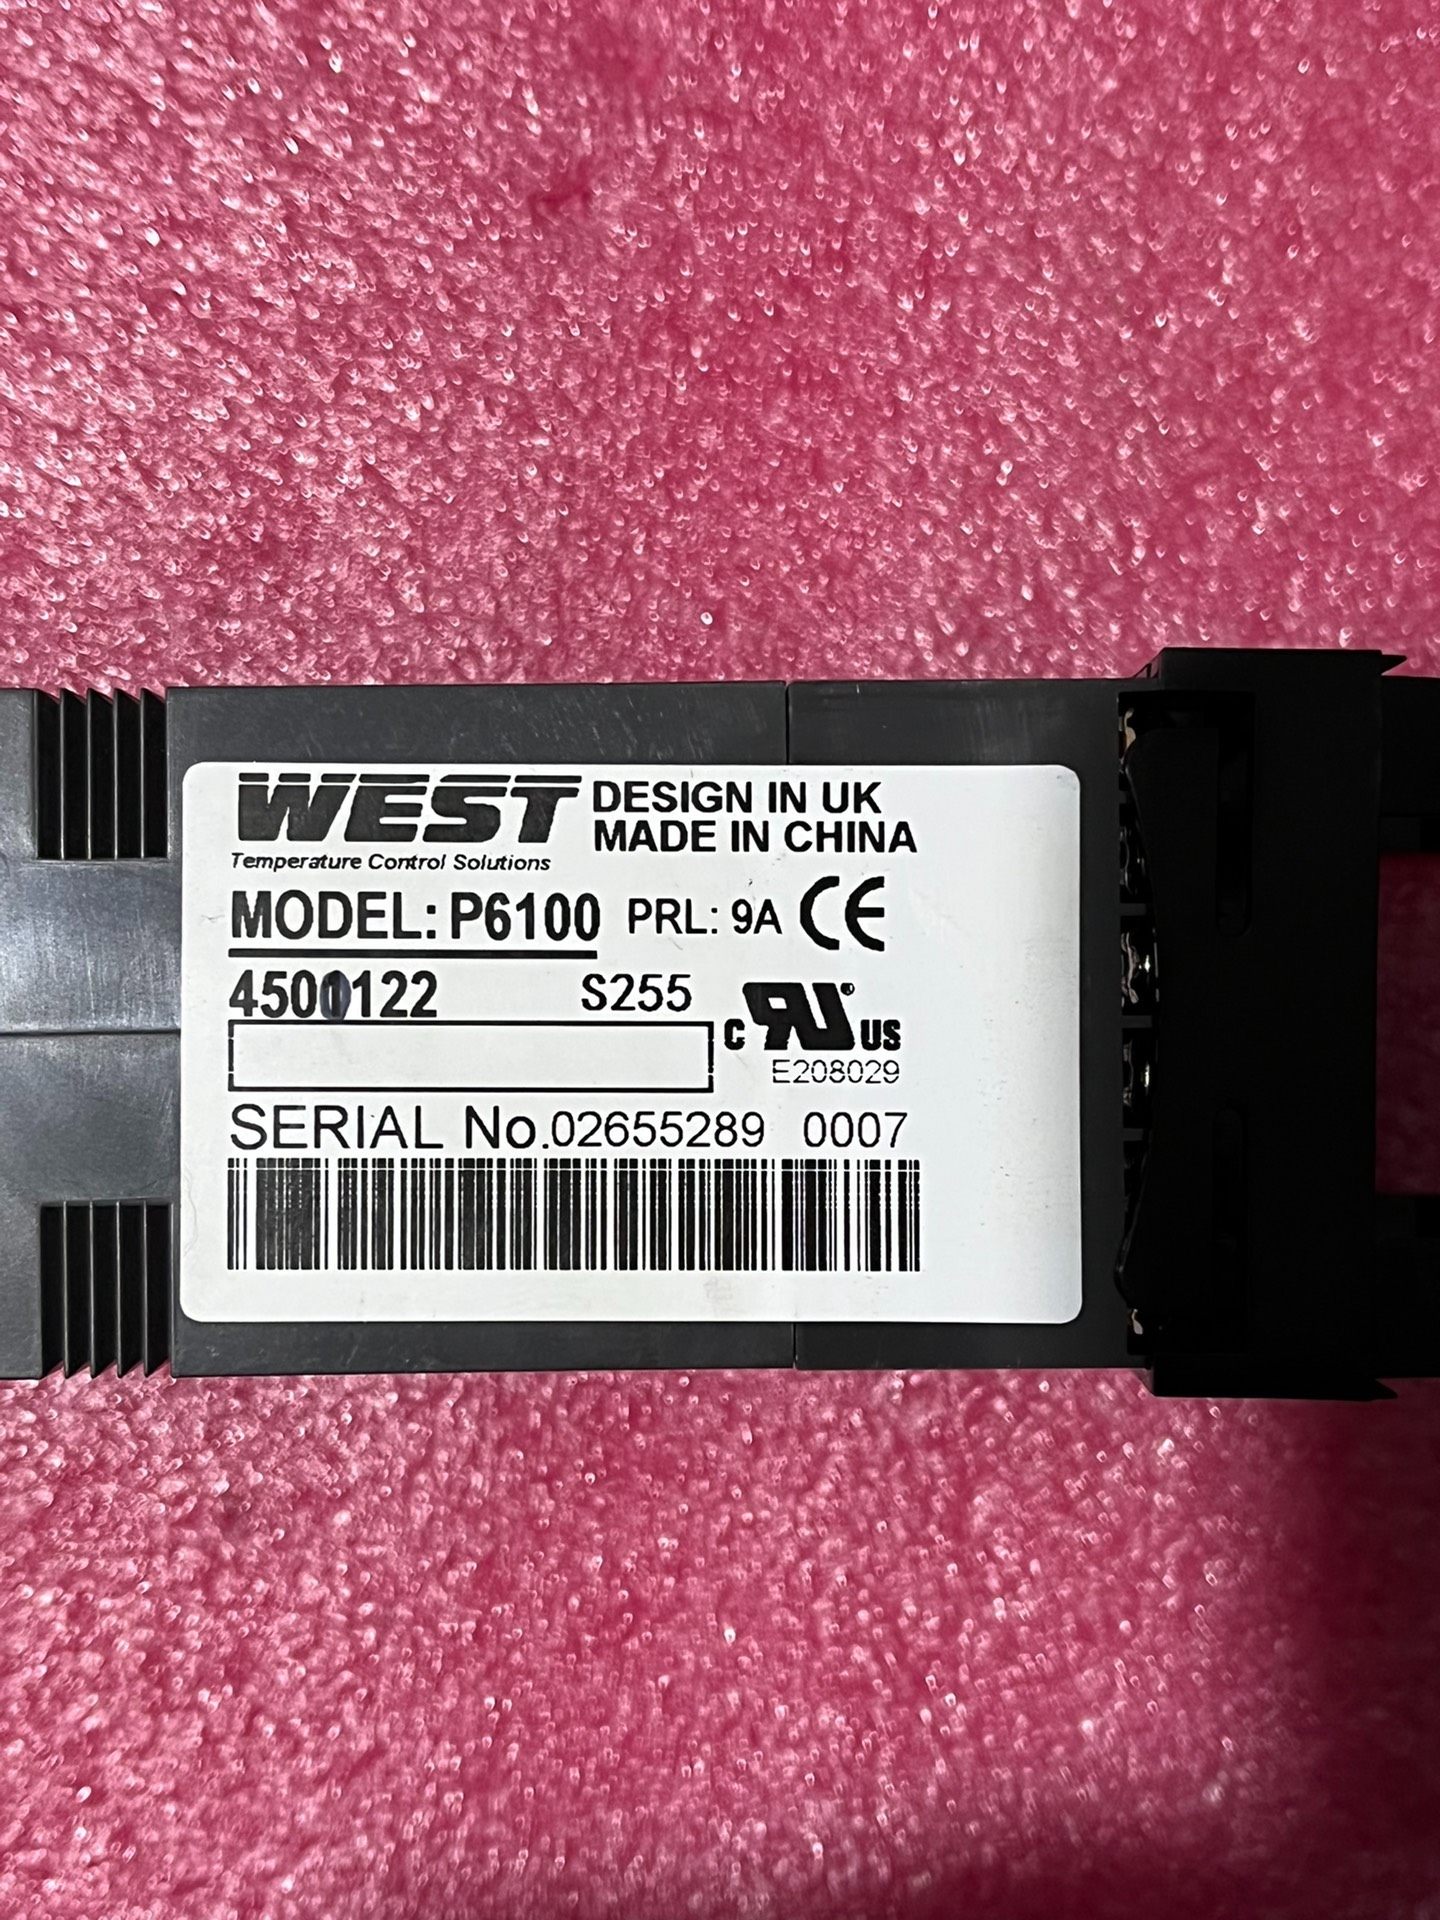 WEST DESIGN IN UK
Temperature Control Solutions MADE IN CHINA
MODEL: P6100 PRL: 9A CE
S255
C RU® US
E208029
SERIAL No.02655289 0007